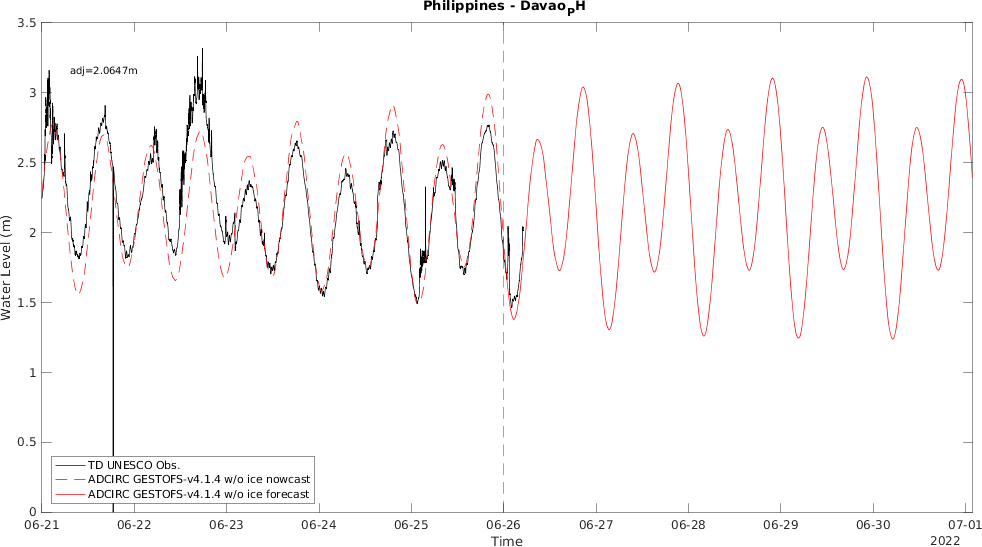 Philippines - Davao_pH
adj=2.0647m
3.5
3
2.5
2
1.5
1
0.5
0
Water Level (m)
TD UNESCO Obs.
ADCIRC GESTOFS-v4.1.4 w/o ice nowcast
ADCIRC GESTOFS-v4.1.4 w/o ice forecast
06-21 06-22 06-23 06-24 06-25 06-26 06-27 06-28 06-29 06-30 07-01
Time
2022